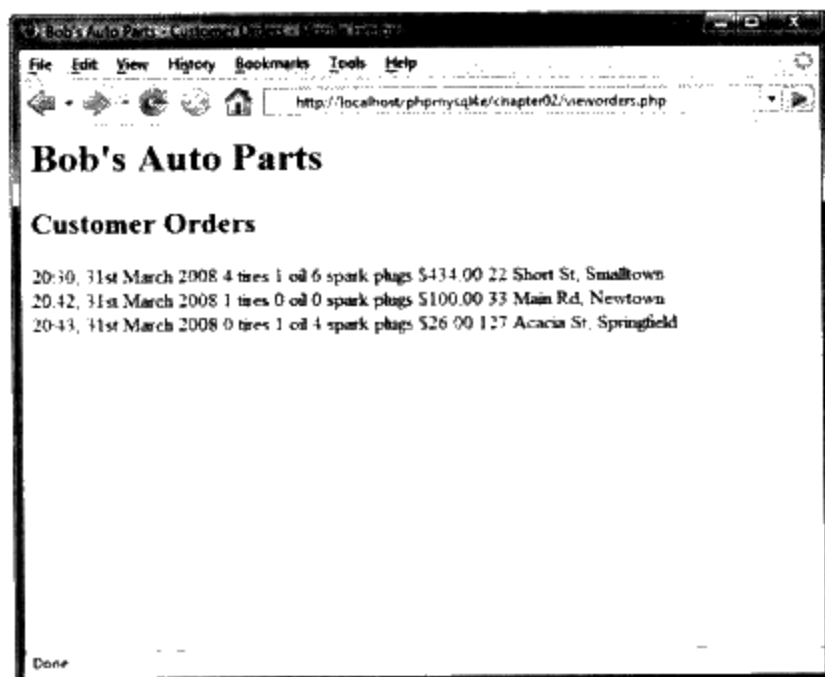 Bob's Auto Parts - Customer Orders - Mozilla Firefox
File Edit View History Bookmarks Tools Help
http://localhost/phpmysql4e/chapter02/vieworders.php
Bob's Auto Parts
Customer Orders
20:30, 31st March 2008 4 tires 1 oil 6 spark plugs $434.00 22 Short St, Smalltown
20:42, 31st March 2008 1 tires 0 oil 0 spark plugs $100.00 33 Main Rd, Newtown
20:43, 31st March 2008 0 tires 1 oil 4 spark plugs $26.00 127 Acacia St, Springfield
Done